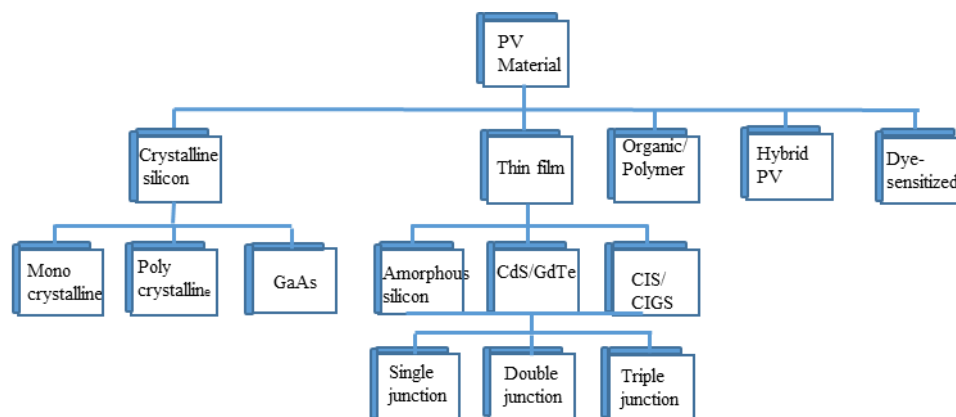 PV
Material
Crystalline
silicon
Thin film
Organic/
Polymer
Hybrid
PV
Dye-
sensitized
Mono
crystalline
Poly
crystalline
GaAs
Amorphous
silicon
CdS/GdTe
CIS/
CIGS
Single
junction
Double
junction
Triple
junction